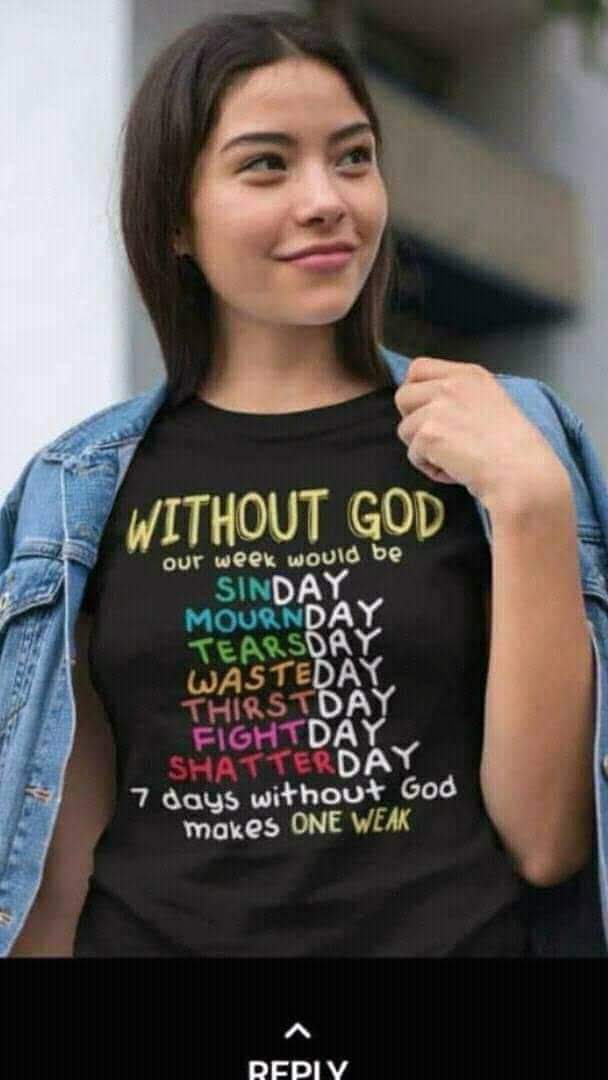 WITHOUT GOD
our week would be
SINDAY
MOURNDAY
TEARSDAY
WASTEDAY
THIRSTDAY
FIGHTDAY
SHATTERDAY
7 days without God
makes ONE WEAK
REPLY